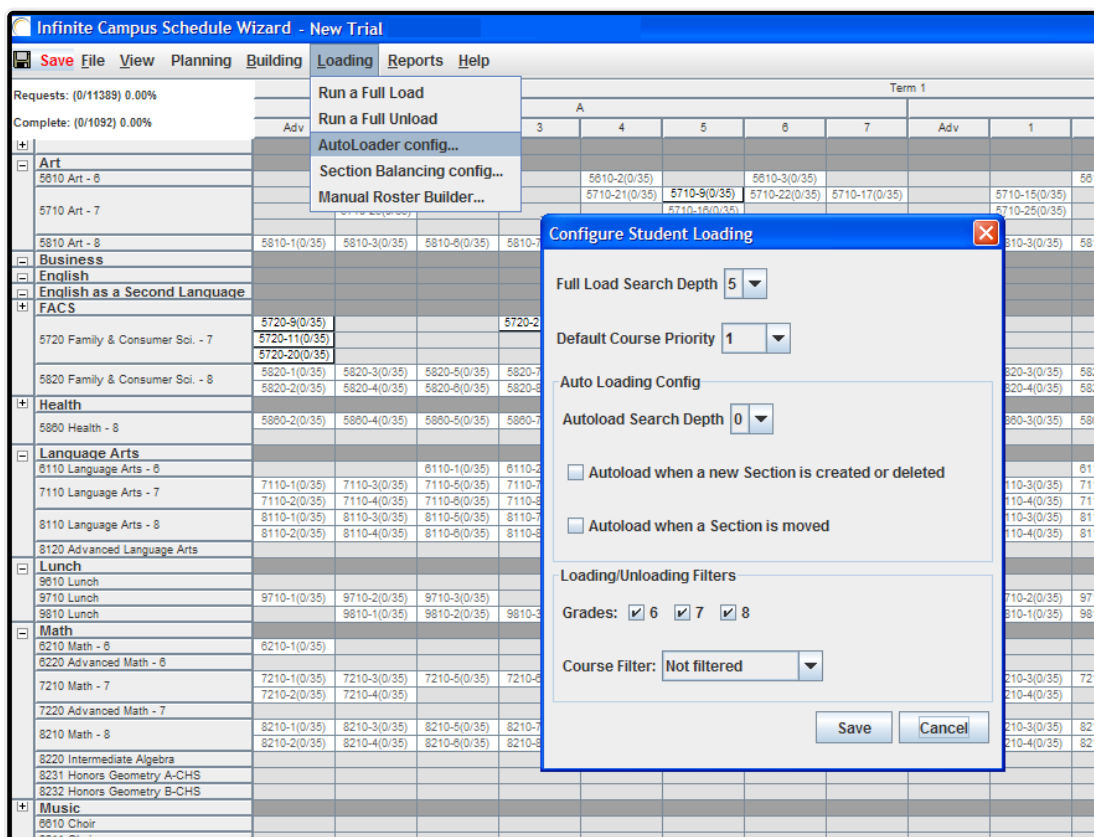 Infinite Campus Schedule Wizard - New Trial
Save File View Planning Building Loading Reports Help
Requests: (0/11389) 0.00%
Complete: (0/1092) 0.00%
Run a Full Load
Run a Full Unload
AutoLoader config...
Section Balancing config...
Manual Roster Builder...
Term 1
A
Adv 3 4 5 6 7 Adv 1
Art
5610 Art - 6 5610-2(0/35) 5610-3(0/35)
5710 Art - 7 5710-21(0/35) 5710-9(0/35) 5710-22(0/35) 5710-17(0/35) 5710-15(0/35)
5710-16(0/35) 5710-25(0/35)
5810 Art - 8 5810-1(0/35) 5810-3(0/35) 5810-6(0/35)
Business
English
English as a Second Language
FACS
5720-9(0/35)
5720 Family & Consumer Sci. - 7 5720-11(0/35)
5720-20(0/35)
5820-1(0/35) 5820-3(0/35) 5820-5(0/35)
5820 Family & Consumer Sci. - 8 5820-2(0/35) 5820-4(0/35) 5820-6(0/35)
Health
5860 Health - 8 5860-2(0/35) 5860-4(0/35) 5860-5(0/35)
Language Arts
6110 Language Arts - 6 6110-1(0/35)
7110 Language Arts - 7 7110-1(0/35) 7110-3(0/35) 7110-5(0/35)
7110-2(0/35) 7110-4(0/35) 7110-6(0/35)
8110 Language Arts - 8 8110-1(0/35) 8110-3(0/35) 8110-5(0/35)
8110-2(0/35) 8110-4(0/35) 8110-6(0/35)
8120 Advanced Language Arts
Lunch
9610 Lunch
9710 Lunch 9710-1(0/35) 9710-2(0/35) 9710-3(0/35)
9810 Lunch 9810-1(0/35) 9810-2(0/35)
Math
6210 Math - 6 6210-1(0/35)
6220 Advanced Math - 6
7210 Math - 7 7210-1(0/35) 7210-3(0/35) 7210-5(0/35)
7210-2(0/35) 7210-4(0/35)
7220 Advanced Math - 7
8210 Math - 8 8210-1(0/35) 8210-3(0/35) 8210-5(0/35)
8210-2(0/35) 8210-4(0/35) 8210-6(0/35)
8220 Intermediate Algebra
8231 Honors Geometry A-CHS
8232 Honors Geometry B-CHS
Music
6610 Choir
Configure Student Loading
Full Load Search Depth 5
Default Course Priority 1
Auto Loading Config
Autoload Search Depth 0
Autoload when a new Section is created or deleted
Autoload when a Section is moved
Loading/Unloading Filters
Grades: 6 7 8
Course Filter: Not filtered
Save Cancel